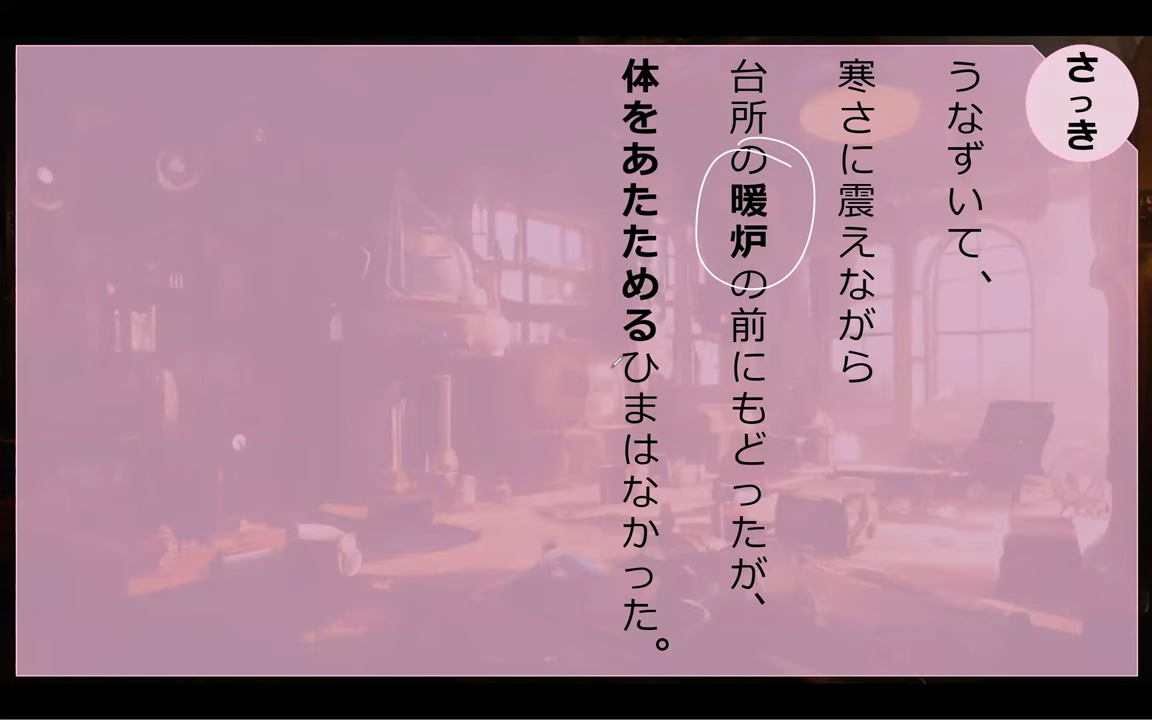 さっき
うなずいて、
寒さに震えながら
台所の暖炉の前にもどったが、
体をあたためるひまはなかった。